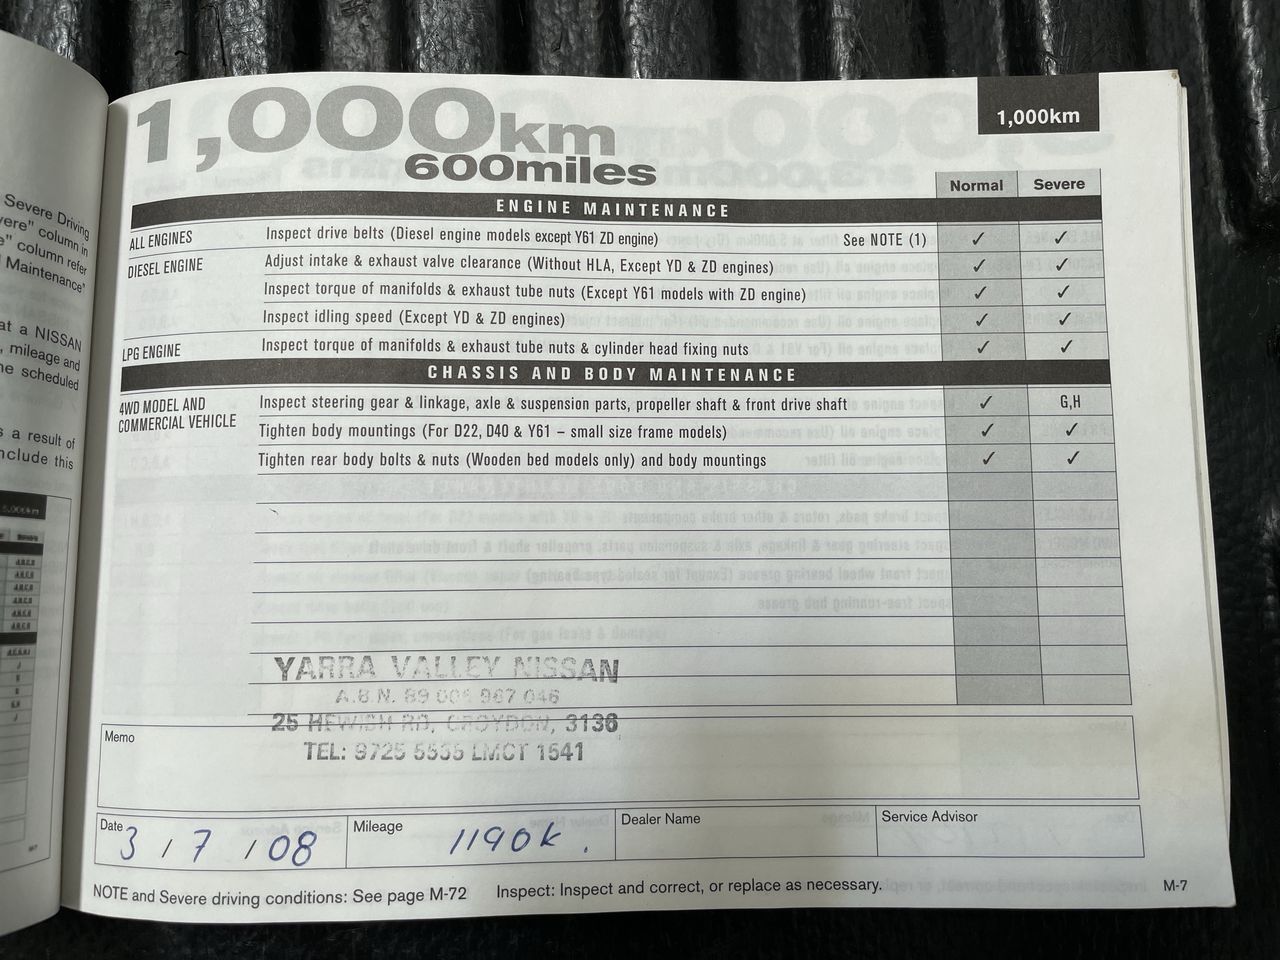 Severe Driving
vere" column in
e" column refer
Maintenance"
at a NISSAN
, mileage and
he scheduled
s a result of
nclude this
1,000km
600miles
1,000km
Normal Severe
ENGINE MAINTENANCE
ALL ENGINES Inspect drive belts (Diesel engine models except Y61 ZD engine) See NOTE (1) ✓ ✓
DIESEL ENGINE Adjust intake & exhaust valve clearance (Without HLA, Except YD & ZD engines) ✓ ✓
Inspect torque of manifolds & exhaust tube nuts (Except Y61 models with ZD engine) ✓ ✓
Inspect idling speed (Except YD & ZD engines) ✓ ✓
LPG ENGINE Inspect torque of manifolds & exhaust tube nuts & cylinder head fixing nuts ✓ ✓
CHASSIS AND BODY MAINTENANCE
4WD MODEL AND COMMERCIAL VEHICLE Inspect steering gear & linkage, axle & suspension parts, propeller shaft & front drive shaft ✓ G,H
Tighten body mountings (For D22, D40 & Y61 – small size frame models) ✓ ✓
Tighten rear body bolts & nuts (Wooden bed models only) and body mountings ✓ ✓
YARRA VALLEY NISSAN
A.B.N. 89 967 046
25 HEWISH RD, CROYDON, 3136
TEL: 9725 LMCT 1541
Memo
Date 3 / 7 / 08 Mileage 1190k. Dealer Name Service Advisor
NOTE and Severe driving conditions: See page M-72 Inspect: Inspect and correct, or replace as necessary. M-7